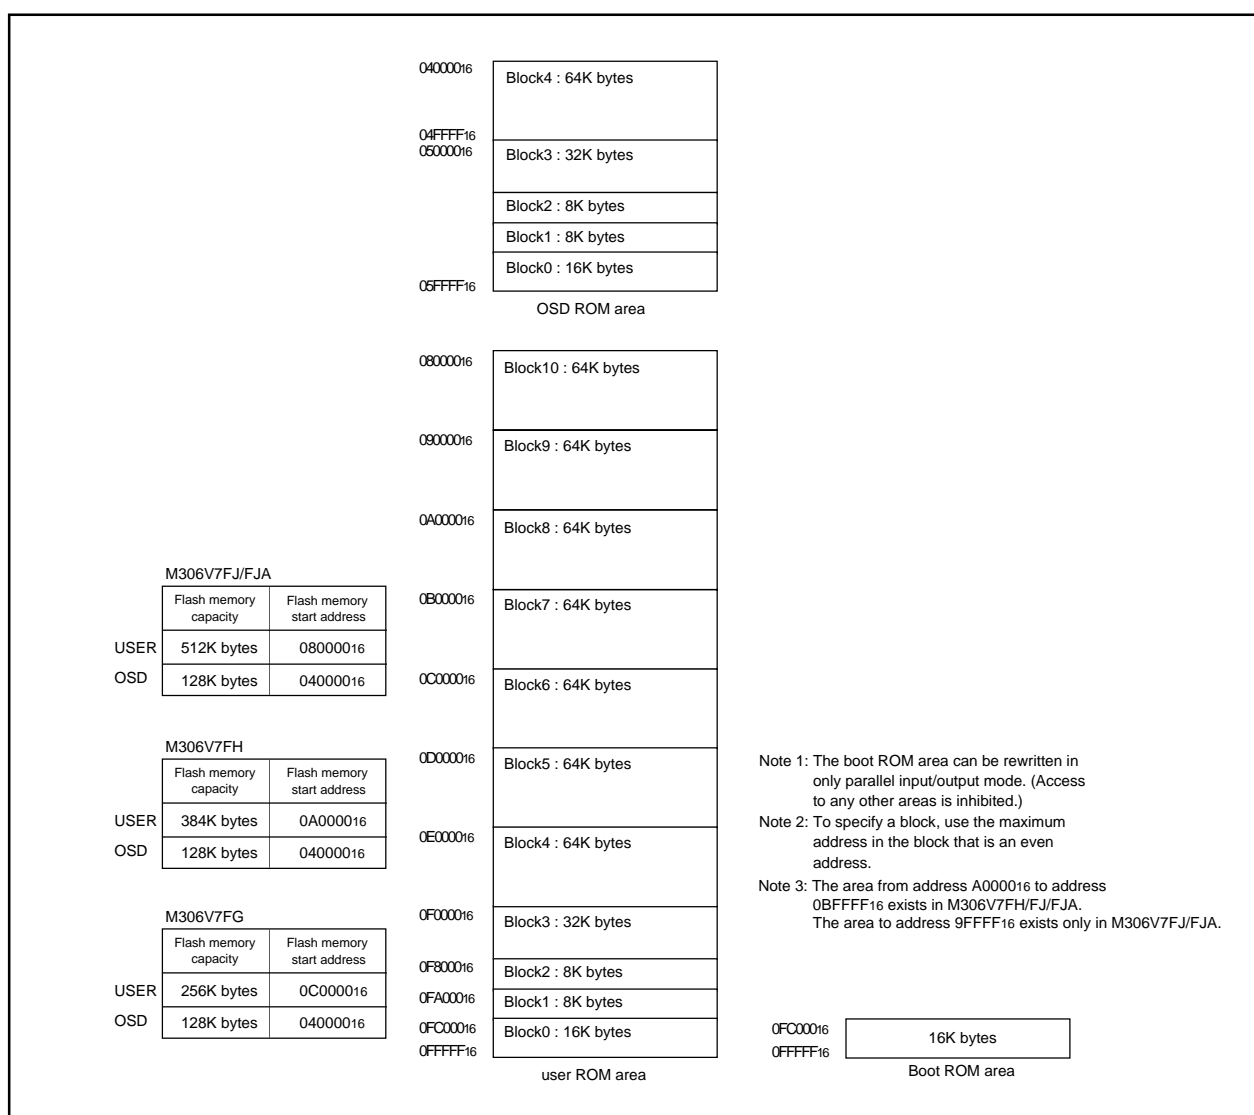 04000016
Block4 : 64K bytes
04FFFF16
05000016
Block3 : 32K bytes
Block2 : 8K bytes
Block1 : 8K bytes
Block0 : 16K bytes
05FFFF16
OSD ROM area
08000016
Block10 : 64K bytes
09000016
Block9 : 64K bytes
0A000016
Block8 : 64K bytes
0B000016
Block7 : 64K bytes
0C000016
Block6 : 64K bytes
0D000016
Block5 : 64K bytes
0E000016
Block4 : 64K bytes
0F000016
Block3 : 32K bytes
0F800016
Block2 : 8K bytes
0FA00016
Block1 : 8K bytes
0FC00016
Block0 : 16K bytes
0FFFFF16
user ROM area
M306V7FJ/FJA
Flash memory capacity
Flash memory start address
USER 512K bytes 08000016
OSD 128K bytes 04000016
M306V7FH
Flash memory capacity
Flash memory start address
USER 384K bytes 0A000016
OSD 128K bytes 04000016
M306V7FG
Flash memory capacity
Flash memory start address
USER 256K bytes 0C000016
OSD 128K bytes 04000016
Note 1: The boot ROM area can be rewritten in
only parallel input/output mode. (Access
to any other areas is inhibited.)
Note 2: To specify a block, use the maximum
address in the block that is an even
address.
Note 3: The area from address A000016 to address
0BFFFF16 exists in M306V7FH/FJ/FJA.
The area to address 9FFFF16 exists only in M306V7FJ/FJA.
0FC00016
16K bytes
0FFFFF16
Boot ROM area